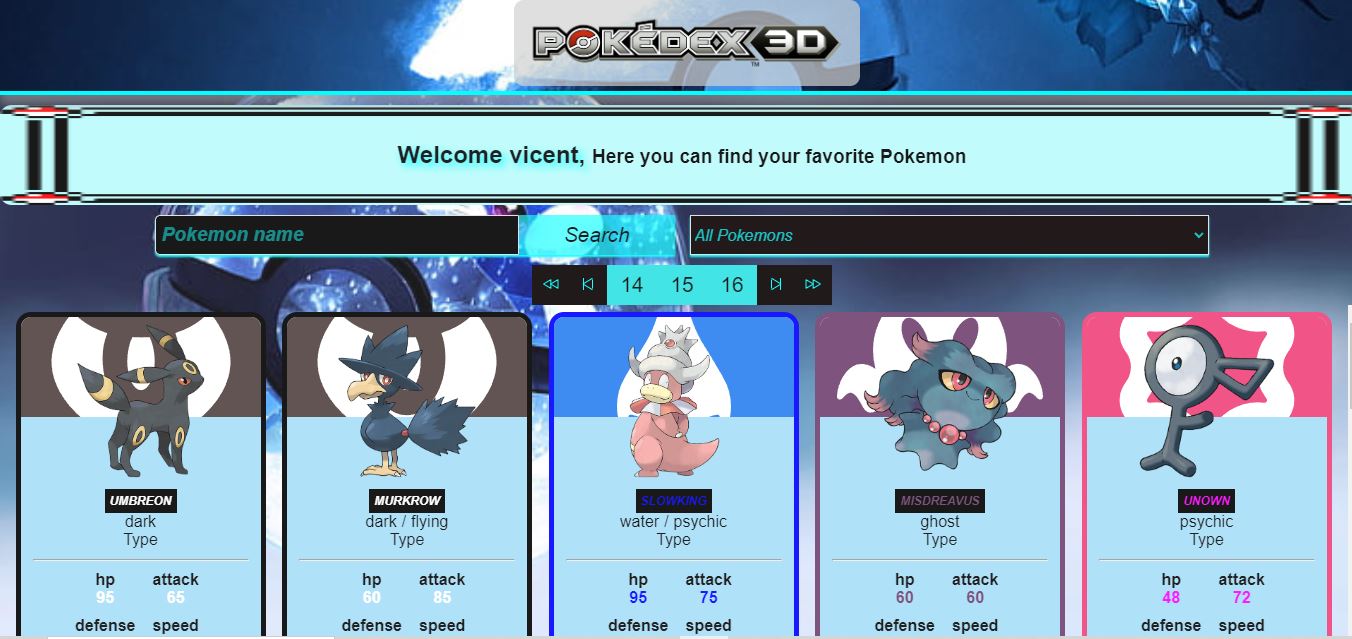 POKÉDEX 3D
TM
Welcome vicent, Here you can find your favorite Pokemon
Pokemon name
Search
All Pokemons
14 15 16
UMBREON
dark
Type
hp attack
95 65
defense speed
MURKROW
dark / flying
Type
hp attack
60 85
defense speed
SLOWKING
water / psychic
Type
hp attack
95 75
defense speed
MISDREAVUS
ghost
Type
hp attack
60 60
defense speed
UNOWN
psychic
Type
hp attack
48 72
defense speed